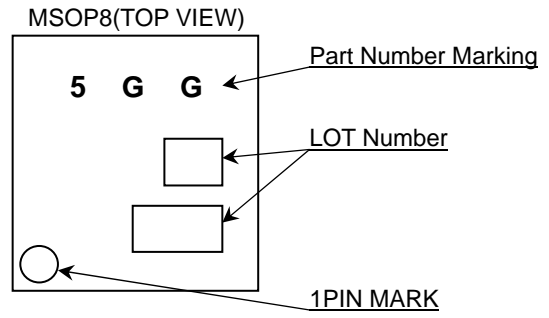 MSOP8(TOP VIEW)
Part Number Marking
5 G G
LOT Number
1PIN MARK